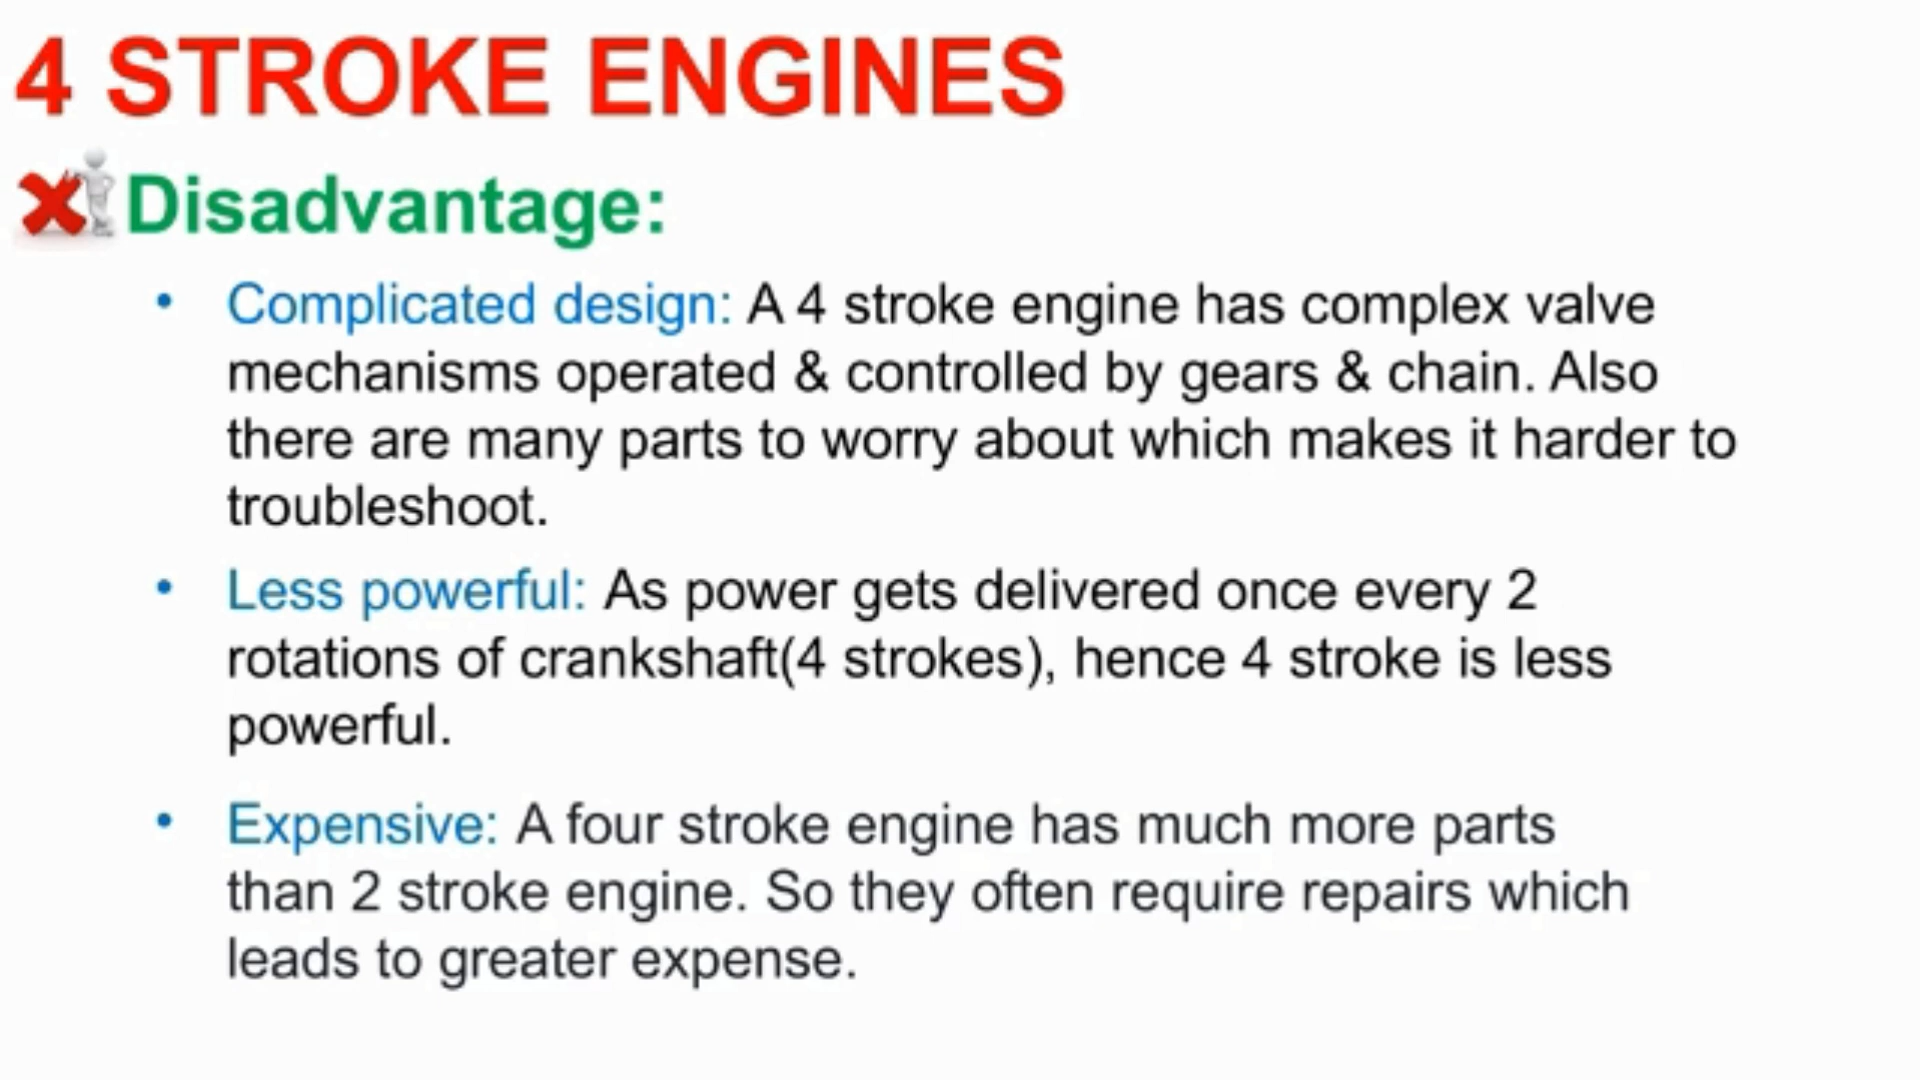 4 STROKE ENGINES
Disadvantage:
• Complicated design: A 4 stroke engine has complex valve
mechanisms operated & controlled by gears & chain. Also
there are many parts to worry about which makes it harder to
troubleshoot.
• Less powerful: As power gets delivered once every 2
rotations of crankshaft(4 strokes), hence 4 stroke is less
powerful.
• Expensive: A four stroke engine has much more parts
than 2 stroke engine. So they often require repairs which
leads to greater expense.